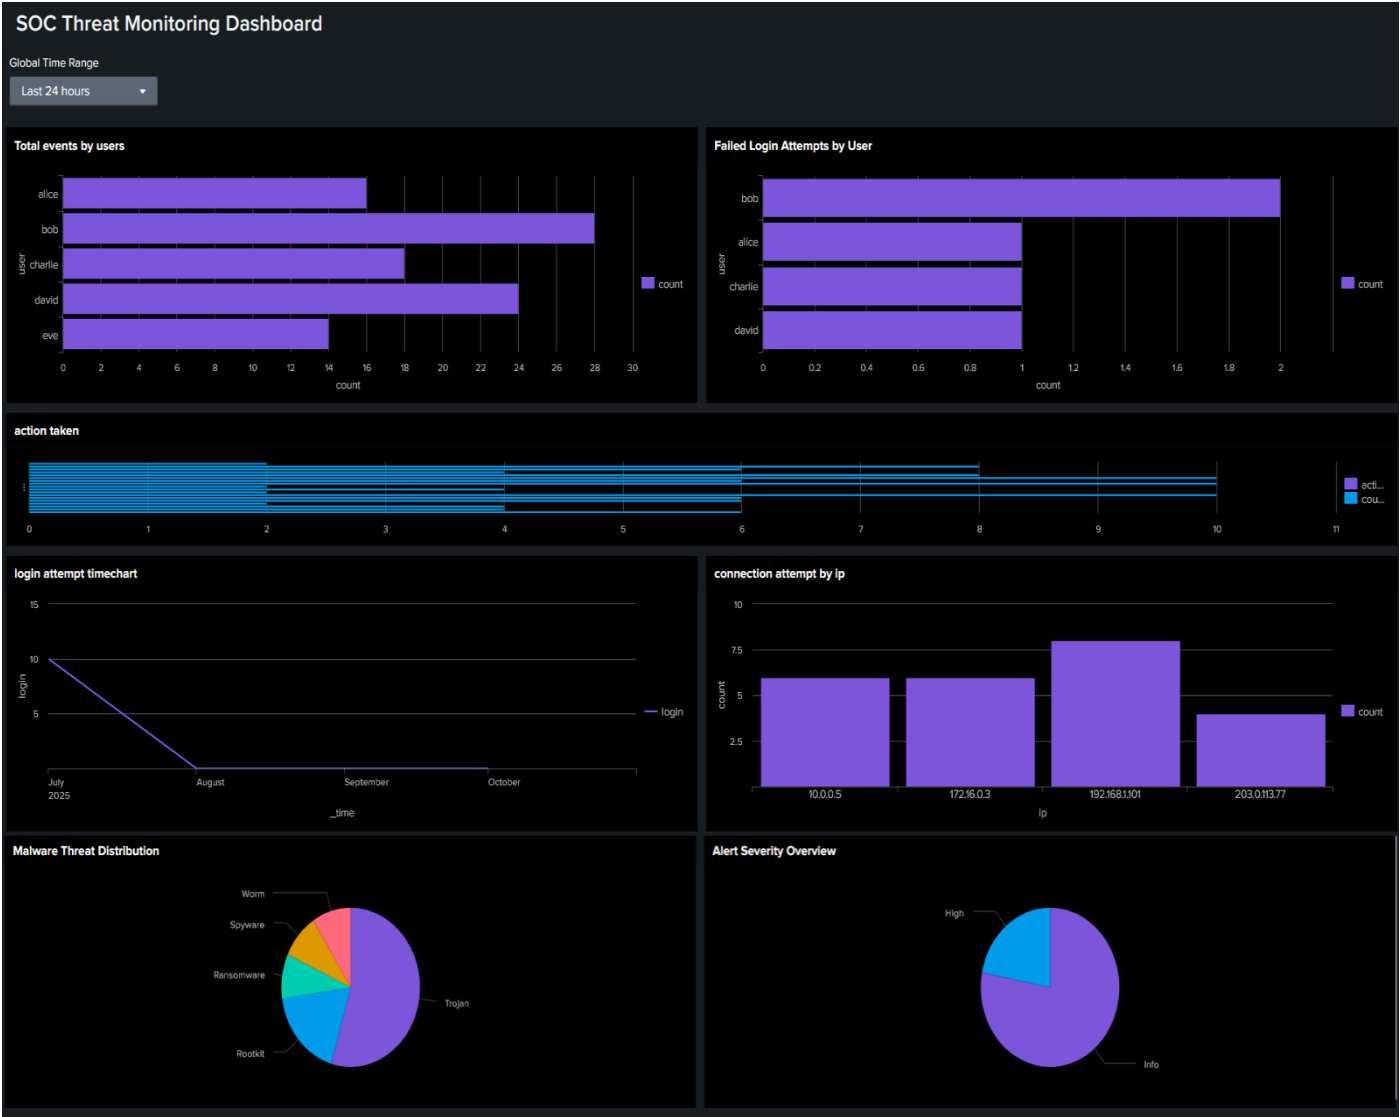 SOC Threat Monitoring Dashboard
Global Time Range
Last 24 hours
Total events by users
alice
bob
charlie
david
eve
user
0 2 4 6 8 10 12 14 16 18 20 22 24 26 28 30
count
count
Failed Login Attempts by User
bob
alice
charlie
david
user
0 0.2 0.4 0.6 0.8 1 1.2 1.4 1.6 1.8 2
count
count
action taken
...
0 1 2 3 4 5 6 7 8 9 10 11
acti...
cou...
login attempt timechart
15
10
5
login
July August September October
2025
_time
login
connection attempt by ip
10
7.5
5
2.5
count
10.0.0.5 172.16.0.3 192.168.1.101 203.0.113.77
ip
count
Malware Threat Distribution
Worm
Spyware
Ransomware
Trojan
Rootkit
Alert Severity Overview
High
Info